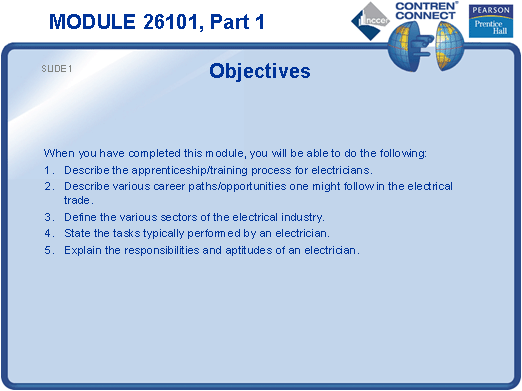 MODULE 26101, Part 1
nccer
CONTREN®
CONNECT
PEARSON
Prentice
Hall
SLIDE 1
Objectives
When you have completed this module, you will be able to do the following:
1. Describe the apprenticeship/training process for electricians.
2. Describe various career paths/opportunities one might follow in the electrical
trade.
3. Define the various sectors of the electrical industry.
4. State the tasks typically performed by an electrician.
5. Explain the responsibilities and aptitudes of an electrician.